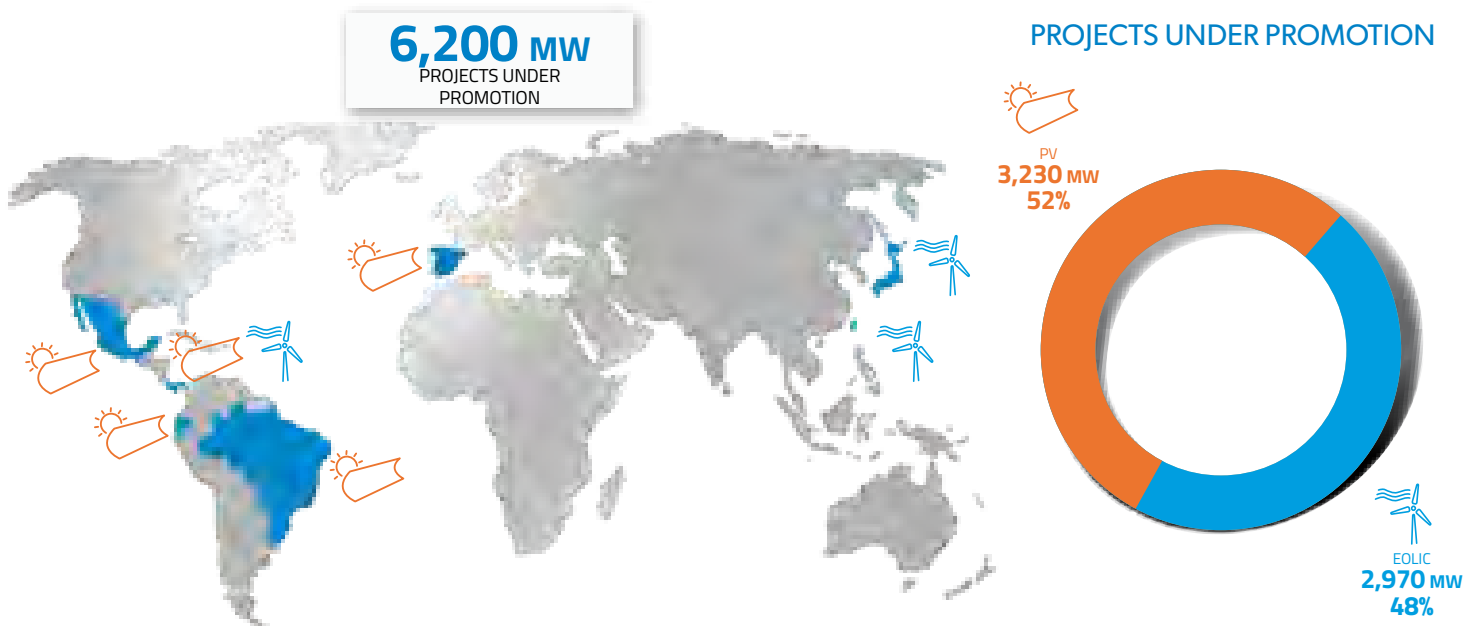 6,200 MW
PROJECTS UNDER
PROMOTION
PROJECTS UNDER PROMOTION
PV
3,230 MW
52%
EOLIC
2,970 MW
48%